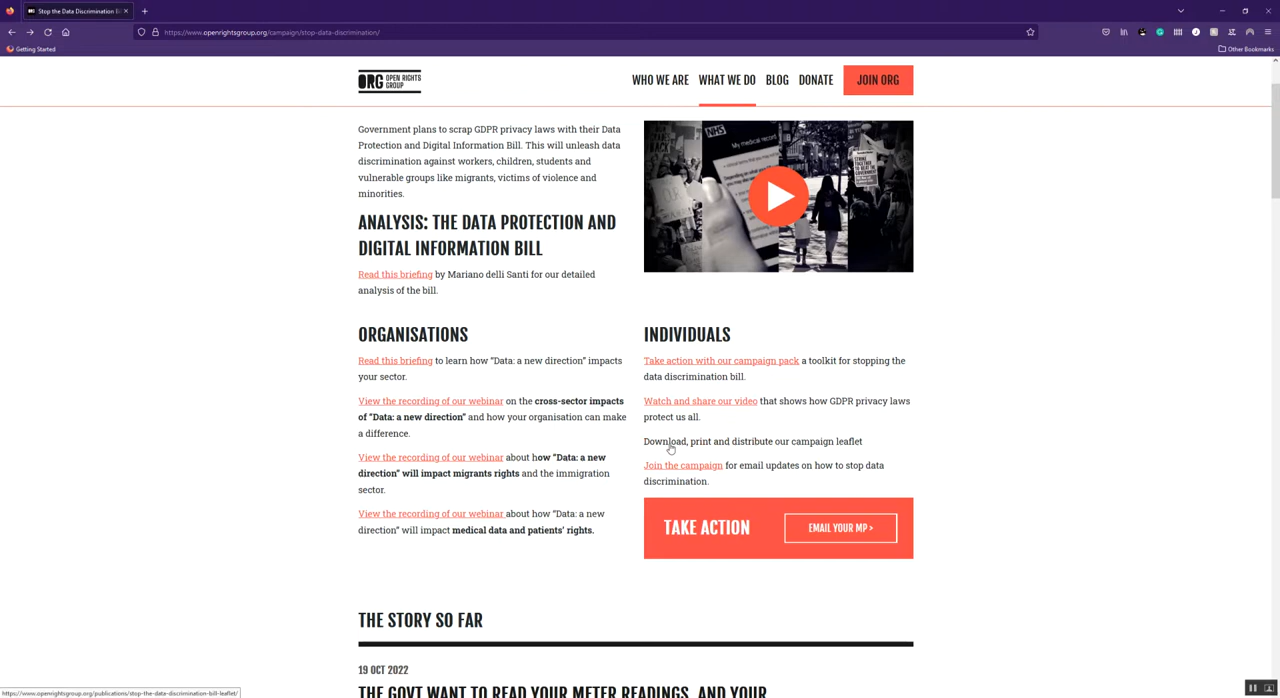 Stop the Data Discrimination Bi
https://www.openrightsgroup.org/campaign/stop-data-discrimination/
Getting Started
Other Bookmarks
ORG OPEN RIGHTS GROUP
WHO WE ARE
WHAT WE DO
BLOG
DONATE
JOIN ORG
Government plans to scrap GDPR privacy laws with their Data
Protection and Digital Information Bill. This will unleash data
discrimination against workers, children, students and
vulnerable groups like migrants, victims of violence and
minorities.
ANALYSIS: THE DATA PROTECTION AND
DIGITAL INFORMATION BILL
Read this briefing by Mariano delli Santi for our detailed
analysis of the bill.
NHS
My medical record
ORGANISATIONS
Read this briefing to learn how "Data: a new direction" impacts
your sector.
View the recording of our webinar on the cross-sector impacts
of "Data: a new direction" and how your organisation can make
a difference.
View the recording of our webinar about how "Data: a new
direction" will impact migrants rights and the immigration
sector.
View the recording of our webinar about how "Data: a new
direction" will impact medical data and patients' rights.
INDIVIDUALS
Take action with our campaign pack a toolkit for stopping the
data discrimination bill.
Watch and share our video that shows how GDPR privacy laws
protect us all.
Download, print and distribute our campaign leaflet
Join the campaign for email updates on how to stop data
discrimination.
TAKE ACTION
EMAIL YOUR MP >
THE STORY SO FAR
19 OCT 2022
THE GOVT WANT TO READ YOUR METER READINGS, AND YOUR
https://www.openrightsgroup.org/publications/stop-the-data-discrimination-bill-leaflet/